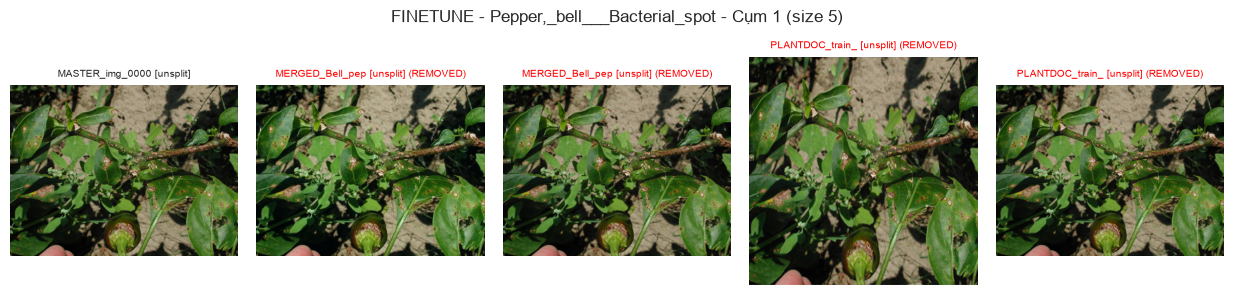 FINETUNE - Pepper,_bell___Bacterial_spot - Cụm 1 (size 5)
PLANTDOC_train_ [unsplit] (REMOVED)
MASTER_img_0000 [unsplit]
MERGED_Bell_pep [unsplit] (REMOVED)
MERGED_Bell_pep [unsplit] (REMOVED)
PLANTDOC_train_ [unsplit] (REMOVED)